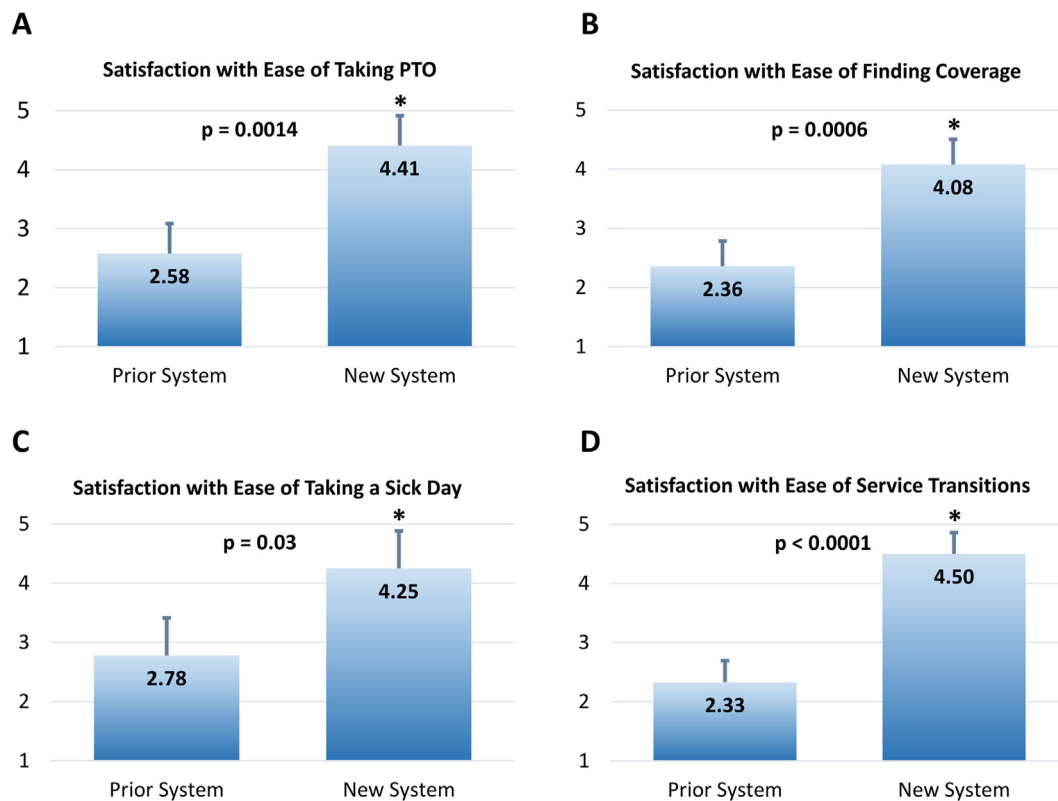 A
Satisfaction with Ease of Taking PTO
5
4
3
2
1
p = 0.0014
*
2.58
4.41
Prior System
New System
B
Satisfaction with Ease of Finding Coverage
5
4
3
2
1
p = 0.0006
*
2.36
4.08
Prior System
New System
C
Satisfaction with Ease of Taking a Sick Day
5
4
3
2
1
p = 0.03
*
2.78
4.25
Prior System
New System
D
Satisfaction with Ease of Service Transitions
5
4
3
2
1
p < 0.0001
*
2.33
4.50
Prior System
New System